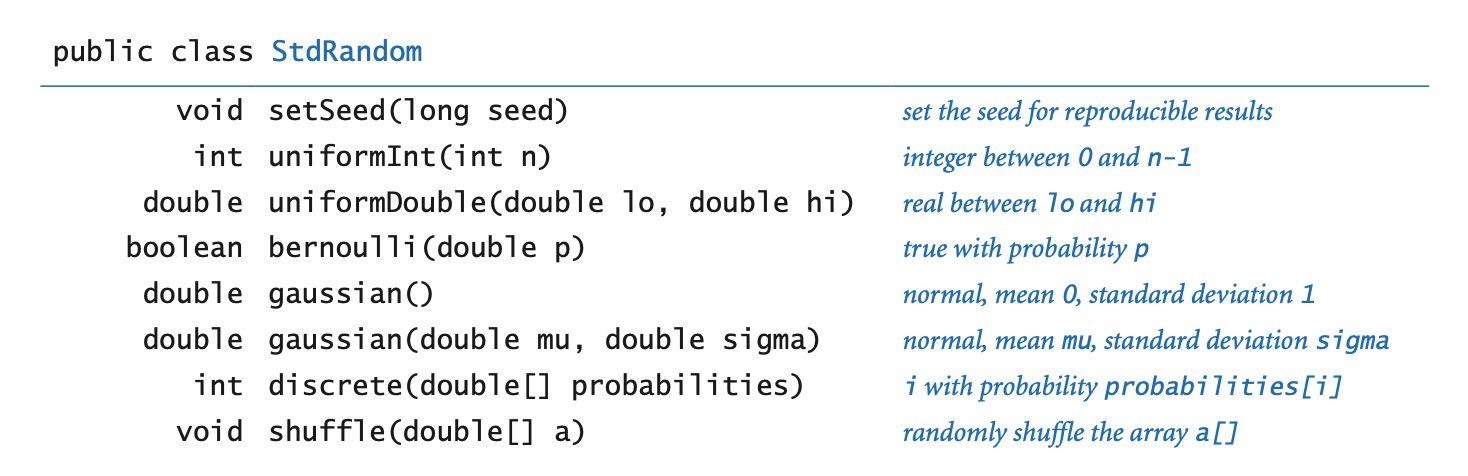 public class StdRandom
void setSeed(long seed) set the seed for reproducible results
int uniformInt(int n) integer between 0 and n-1
double uniformDouble(double lo, double hi) real between lo and hi
boolean bernoulli(double p) true with probability p
double gaussian() normal, mean 0, standard deviation 1
double gaussian(double mu, double sigma) normal, mean mu, standard deviation sigma
int discrete(double[] probabilities) i with probability probabilities[i]
void shuffle(double[] a) randomly shuffle the array a[]